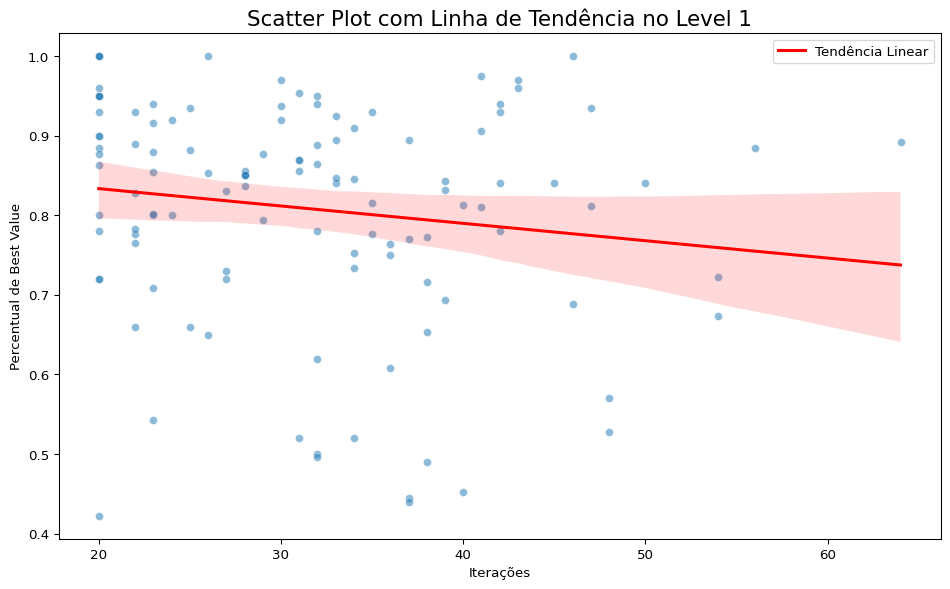 Scatter Plot com Linha de Tendência no Level 1
Tendência Linear
Percentual de Best Value
1.0
0.9
0.8
0.7
0.6
0.5
0.4
20 30 40 50 60
Iterações